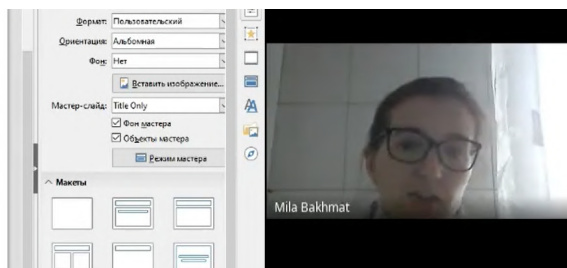 Формат: Пользовательский
Ориентация: Альбомная
Фон: Нет
Вставить изображение...
Мастер-слайд: Title Only
Фон мастера
Объекты мастера
Режим мастера
Макеты
Mila Bakhmat